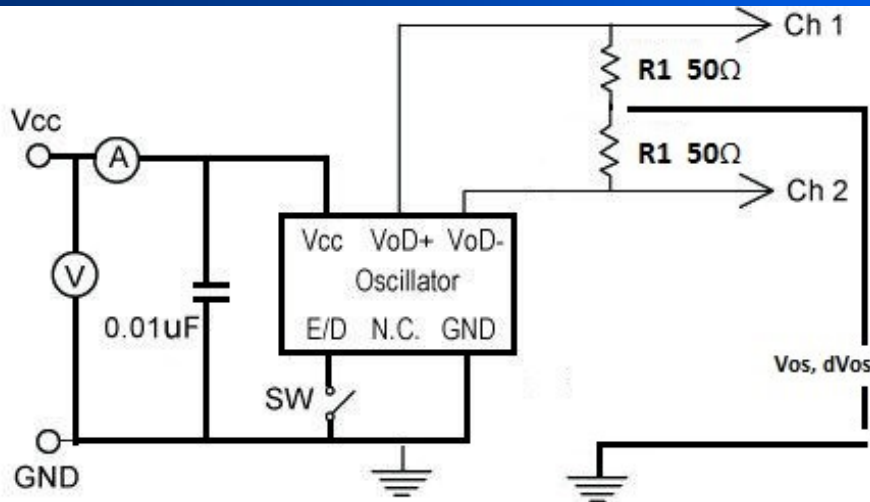 Ch 1
R1 50Ω
Vcc
A
R1 50Ω
Ch 2
Vcc VoD+ VoD-
V
Oscillator
0.01uF
E/D N.C. GND
Vos, dVos
SW
GND